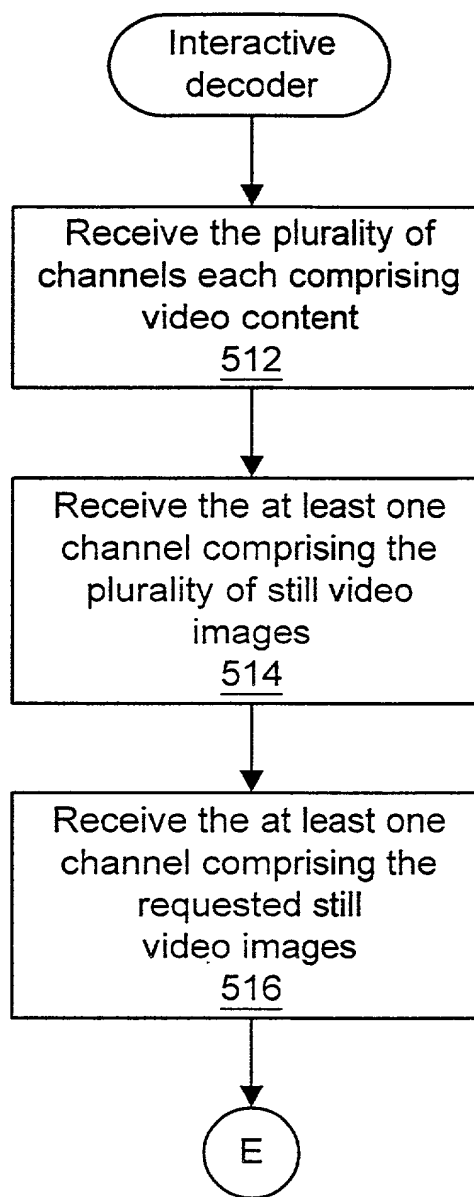 Interactive
decoder
Receive the plurality of
channels each comprising
video content
512
Receive the at least one
channel comprising the
plurality of still video
images
514
Receive the at least one
channel comprising the
requested still
video images
516
E